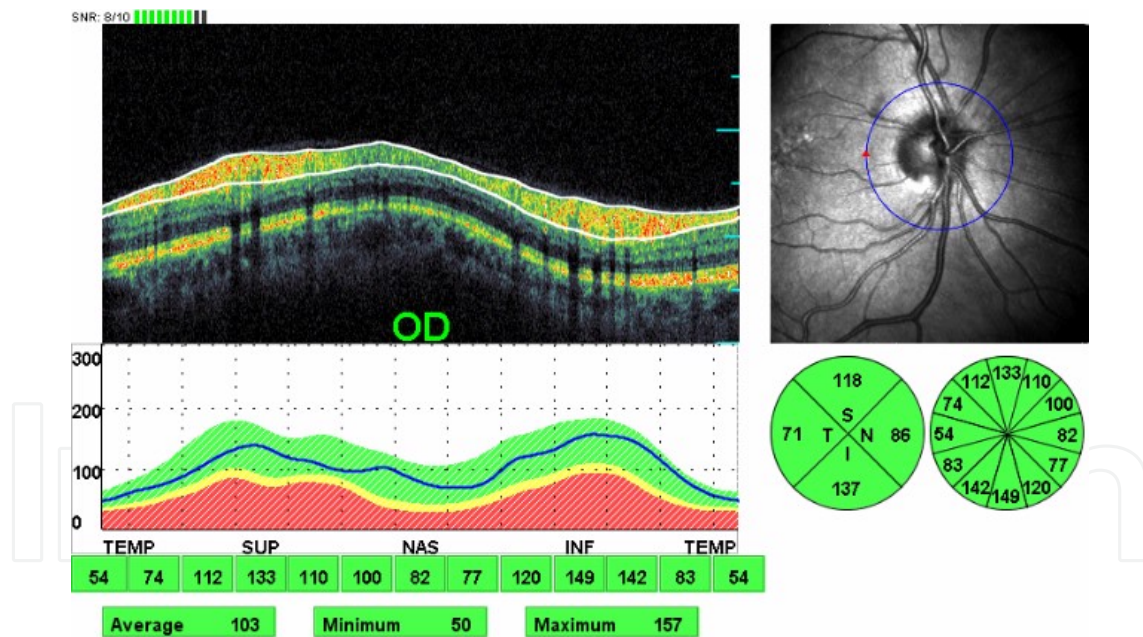 SNR: 8/10
OD
300
200
100
0
TEMP SUP NAS INF TEMP
54 74 112 133 110 100 82 77 120 149 142 83 54
Average 103 Minimum 50 Maximum 157
118
S
71 T N 86
I
137
133
112 110
74 100
54 82
83 77
142 120
149